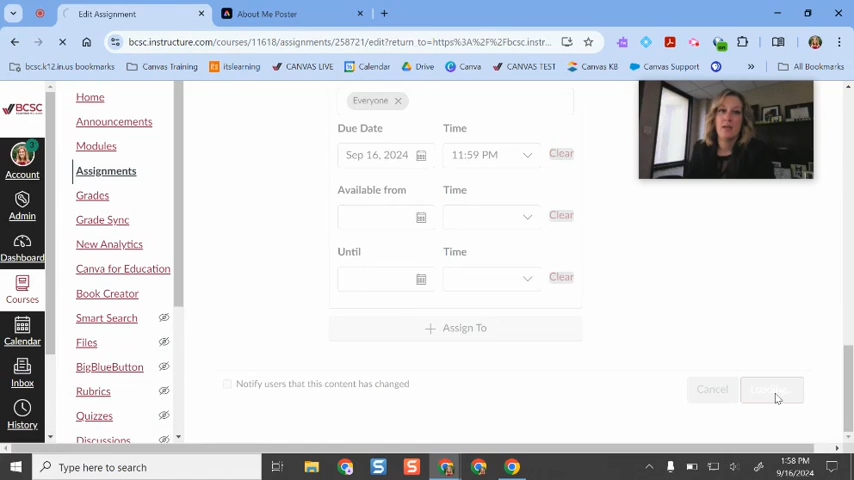 Edit Assignment
About Me Poster
bcsc.instructure.com/courses/11618/assignments/258721/edit?return_to=https%3A%2F%2Fbcsc.instr...
bcsc.k12.in.us bookmarks
Canvas Training
itslearning
CANVAS LIVE
Calendar
Drive
Canva
CANVAS TEST
Canvas KB
Canvas Support
All Bookmarks
BCSC
3
Account
Admin
Dashboard
Courses
Calendar
Inbox
History
Home
Announcements
Modules
Assignments
Grades
Grade Sync
New Analytics
Canva for Education
Book Creator
Smart Search
Files
BigBlueButton
Rubrics
Quizzes
Discussions
Everyone
Due Date Time
Sep 16, 2024 11:59 PM Clear
Available from Time
Clear
Until Time
Clear
+ Assign To
Notify users that this content has changed
Cancel Loading...
Type here to search
1:58 PM
9/16/2024